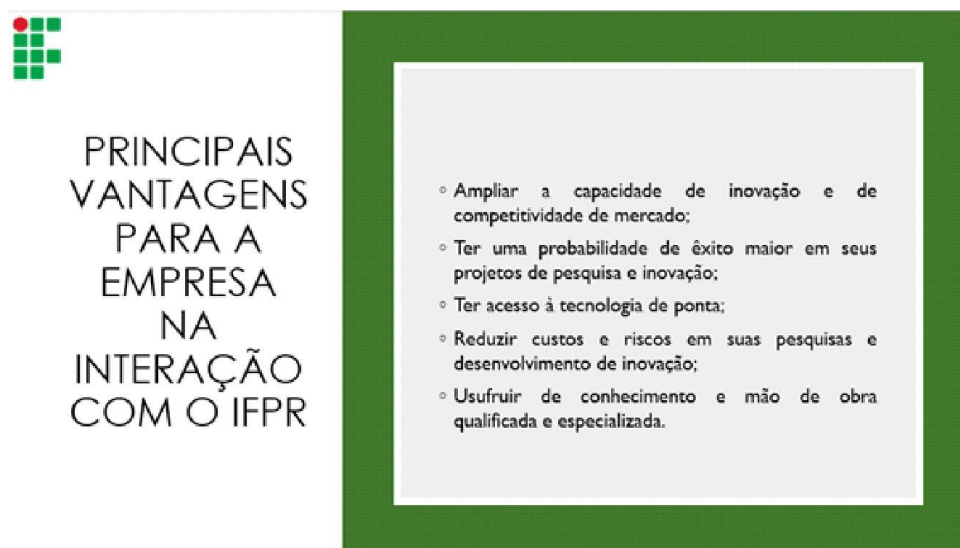 PRINCIPAIS
VANTAGENS
PARA A
EMPRESA
NA
INTERAÇÃO
COM O IFPR
◦ Ampliar a capacidade de inovação e de
competitividade de mercado;
◦ Ter uma probabilidade de êxito maior em seus
projetos de pesquisa e inovação;
◦ Ter acesso à tecnologia de ponta;
◦ Reduzir custos e riscos em suas pesquisas e
desenvolvimento de inovação;
◦ Usufruir de conhecimento e mão de obra
qualificada e especializada.